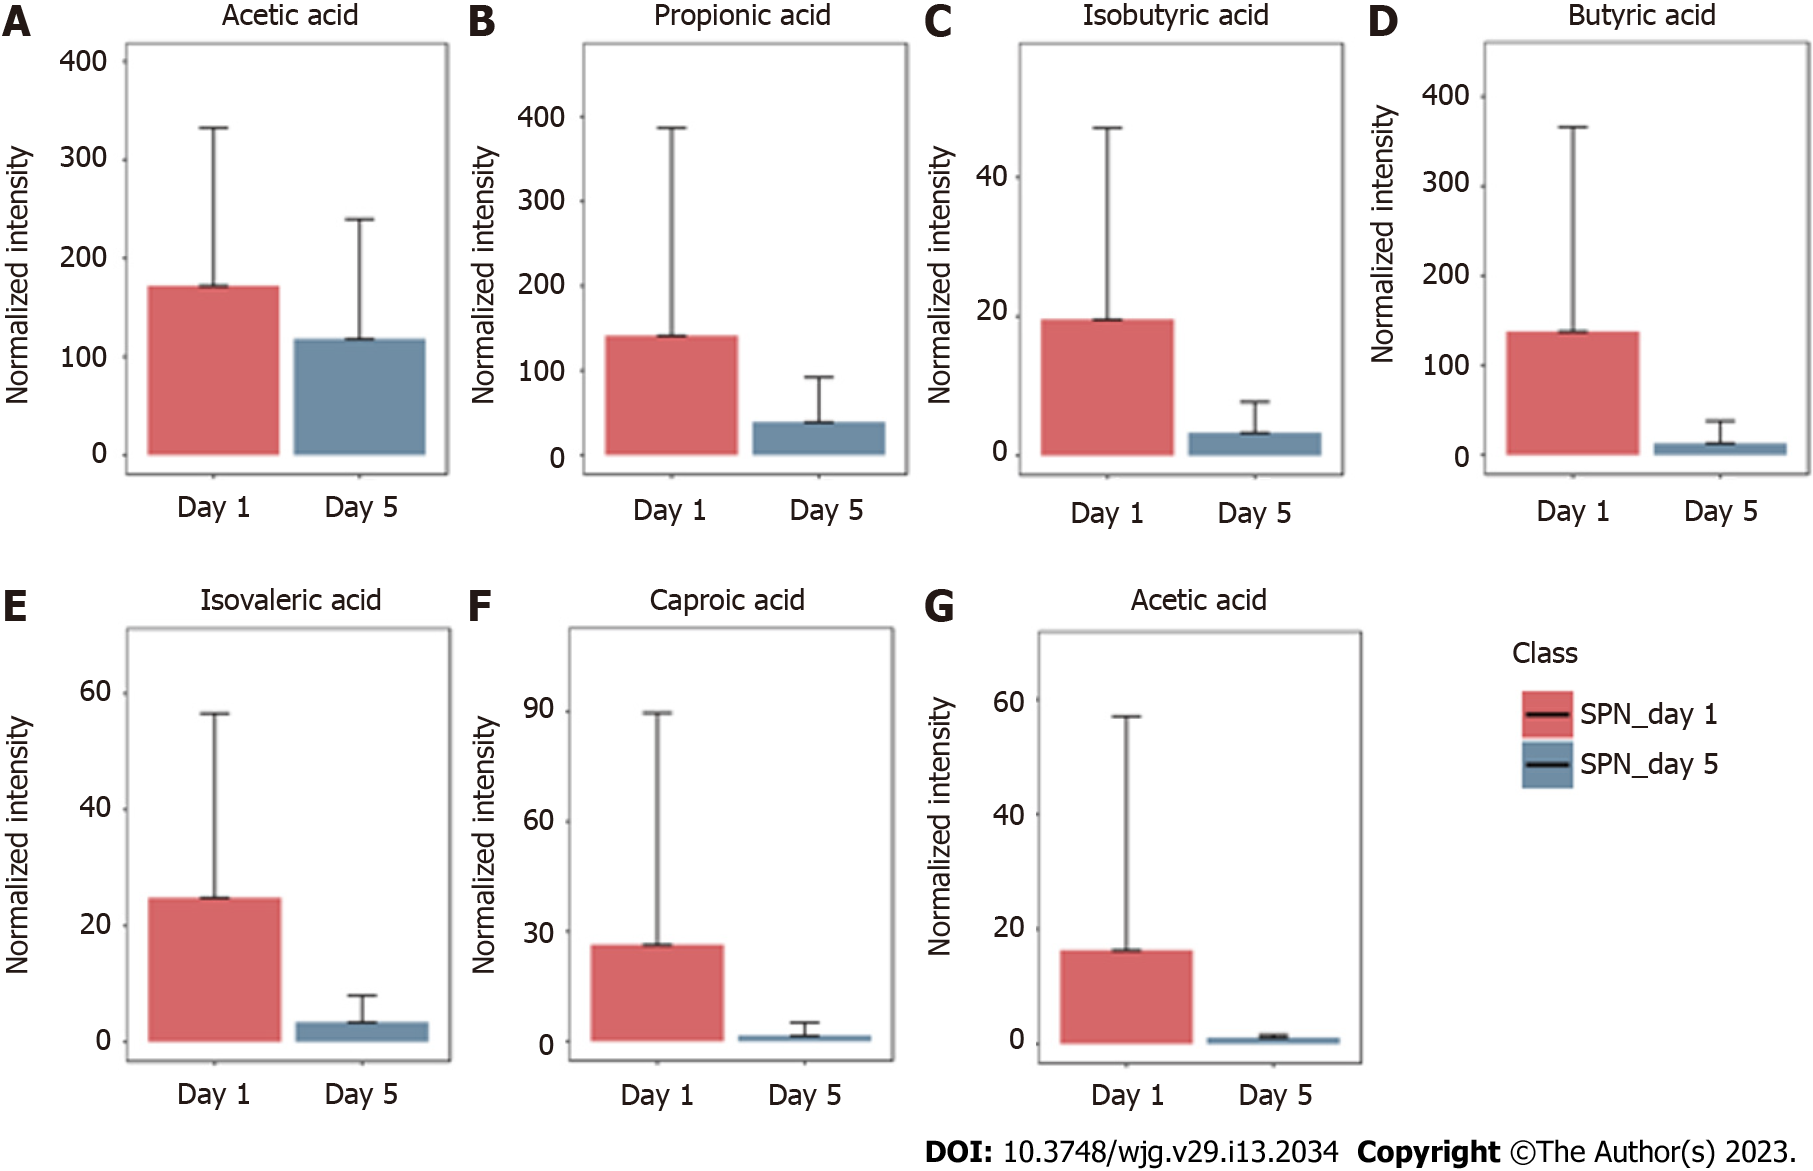 A Acetic acid
400
300
200
100
0
Normalized intensity
Day 1 Day 5
B Propionic acid
400
300
200
100
0
Normalized intensity
Day 1 Day 5
C Isobutyric acid
40
20
0
Normalized intensity
Day 1 Day 5
D Butyric acid
400
300
200
100
0
Normalized intensity
Day 1 Day 5
E Isovaleric acid
60
40
20
0
Normalized intensity
Day 1 Day 5
F Caproic acid
90
60
30
0
Normalized intensity
Day 1 Day 5
G Acetic acid
60
40
20
0
Normalized intensity
Day 1 Day 5
Class
SPN_day 1
SPN_day 5
DOI: 10.3748/wjg.v29.i13.2034 Copyright ©The Author(s) 2023.